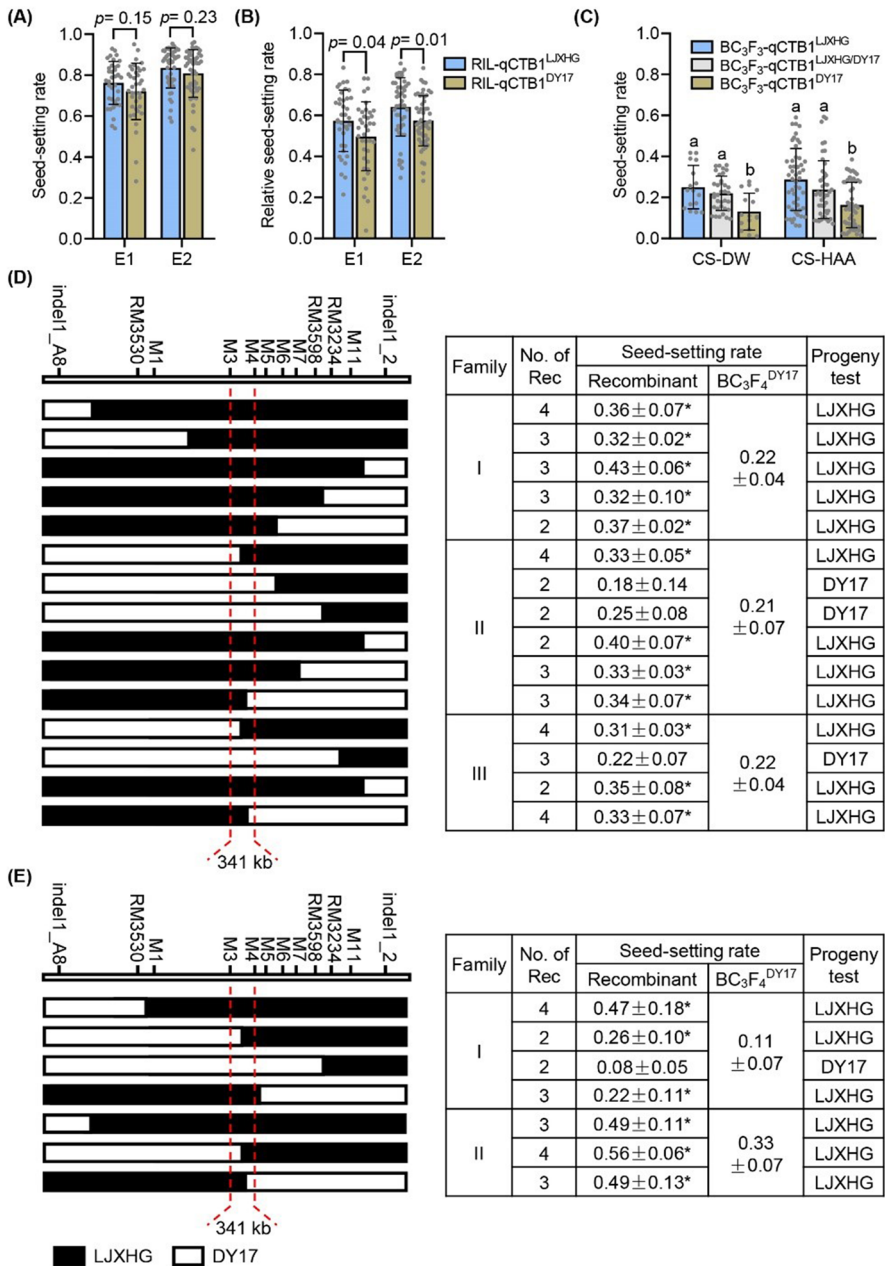 (A)
p= 0.15
p= 0.23
Seed-setting rate
1.0
0.8
0.6
0.4
0.2
0.0
E1
E2
(B)
p= 0.04
p= 0.01
RIL-qCTB1^LJXHG
RIL-qCTB1^DY17
Relative seed-setting rate
1.0
0.8
0.6
0.4
0.2
0.0
E1
E2
(C)
BC3F3-qCTB1^LJXHG
BC3F3-qCTB1^LJXHG/DY17
BC3F3-qCTB1^DY17
Seed-setting rate
1.0
0.8
0.6
0.4
0.2
0.0
a a b a a b
CS-DW
CS-HAA
(D)
indel1_A8
RM3530
M1
M3
M4
M5
M6
M7
RM3598
RM3234
M11
indel1_2
341 kb
Family No. of Rec Seed-setting rate Progeny test
Recombinant BC3F4^DY17
I 0.22±0.04
4 0.36±0.07* LJXHG
3 0.32±0.02* LJXHG
3 0.43±0.06* LJXHG
3 0.32±0.10* LJXHG
2 0.37±0.02* LJXHG
II 0.21±0.07
4 0.33±0.05* LJXHG
2 0.18±0.14 DY17
2 0.25±0.08 DY17
2 0.40±0.07* LJXHG
3 0.33±0.03* LJXHG
3 0.34±0.07* LJXHG
III 0.22±0.04
4 0.31±0.03* LJXHG
3 0.22±0.07 DY17
2 0.35±0.08* LJXHG
4 0.33±0.07* LJXHG
(E)
indel1_A8
RM3530
M1
M3
M4
M5
M6
M7
RM3598
RM3234
M11
indel1_2
341 kb
Family No. of Rec Seed-setting rate Progeny test
Recombinant BC3F4^DY17
I 0.11±0.07
4 0.47±0.18* LJXHG
2 0.26±0.10* LJXHG
2 0.08±0.05 DY17
3 0.22±0.11* LJXHG
II 0.33±0.07
3 0.49±0.11* LJXHG
4 0.56±0.06* LJXHG
3 0.49±0.13* LJXHG
LJXHG
DY17